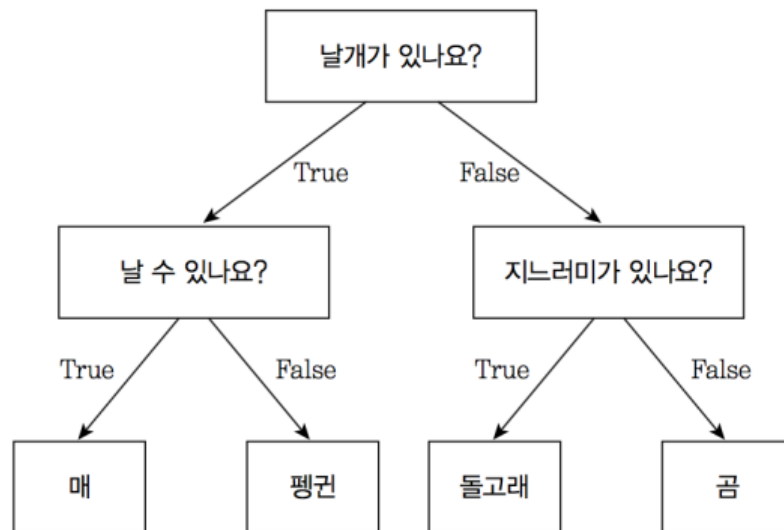 날개가 있나요?
True
False
날 수 있나요?
지느러미가 있나요?
True
False
True
False
매
펭귄
돌고래
곰